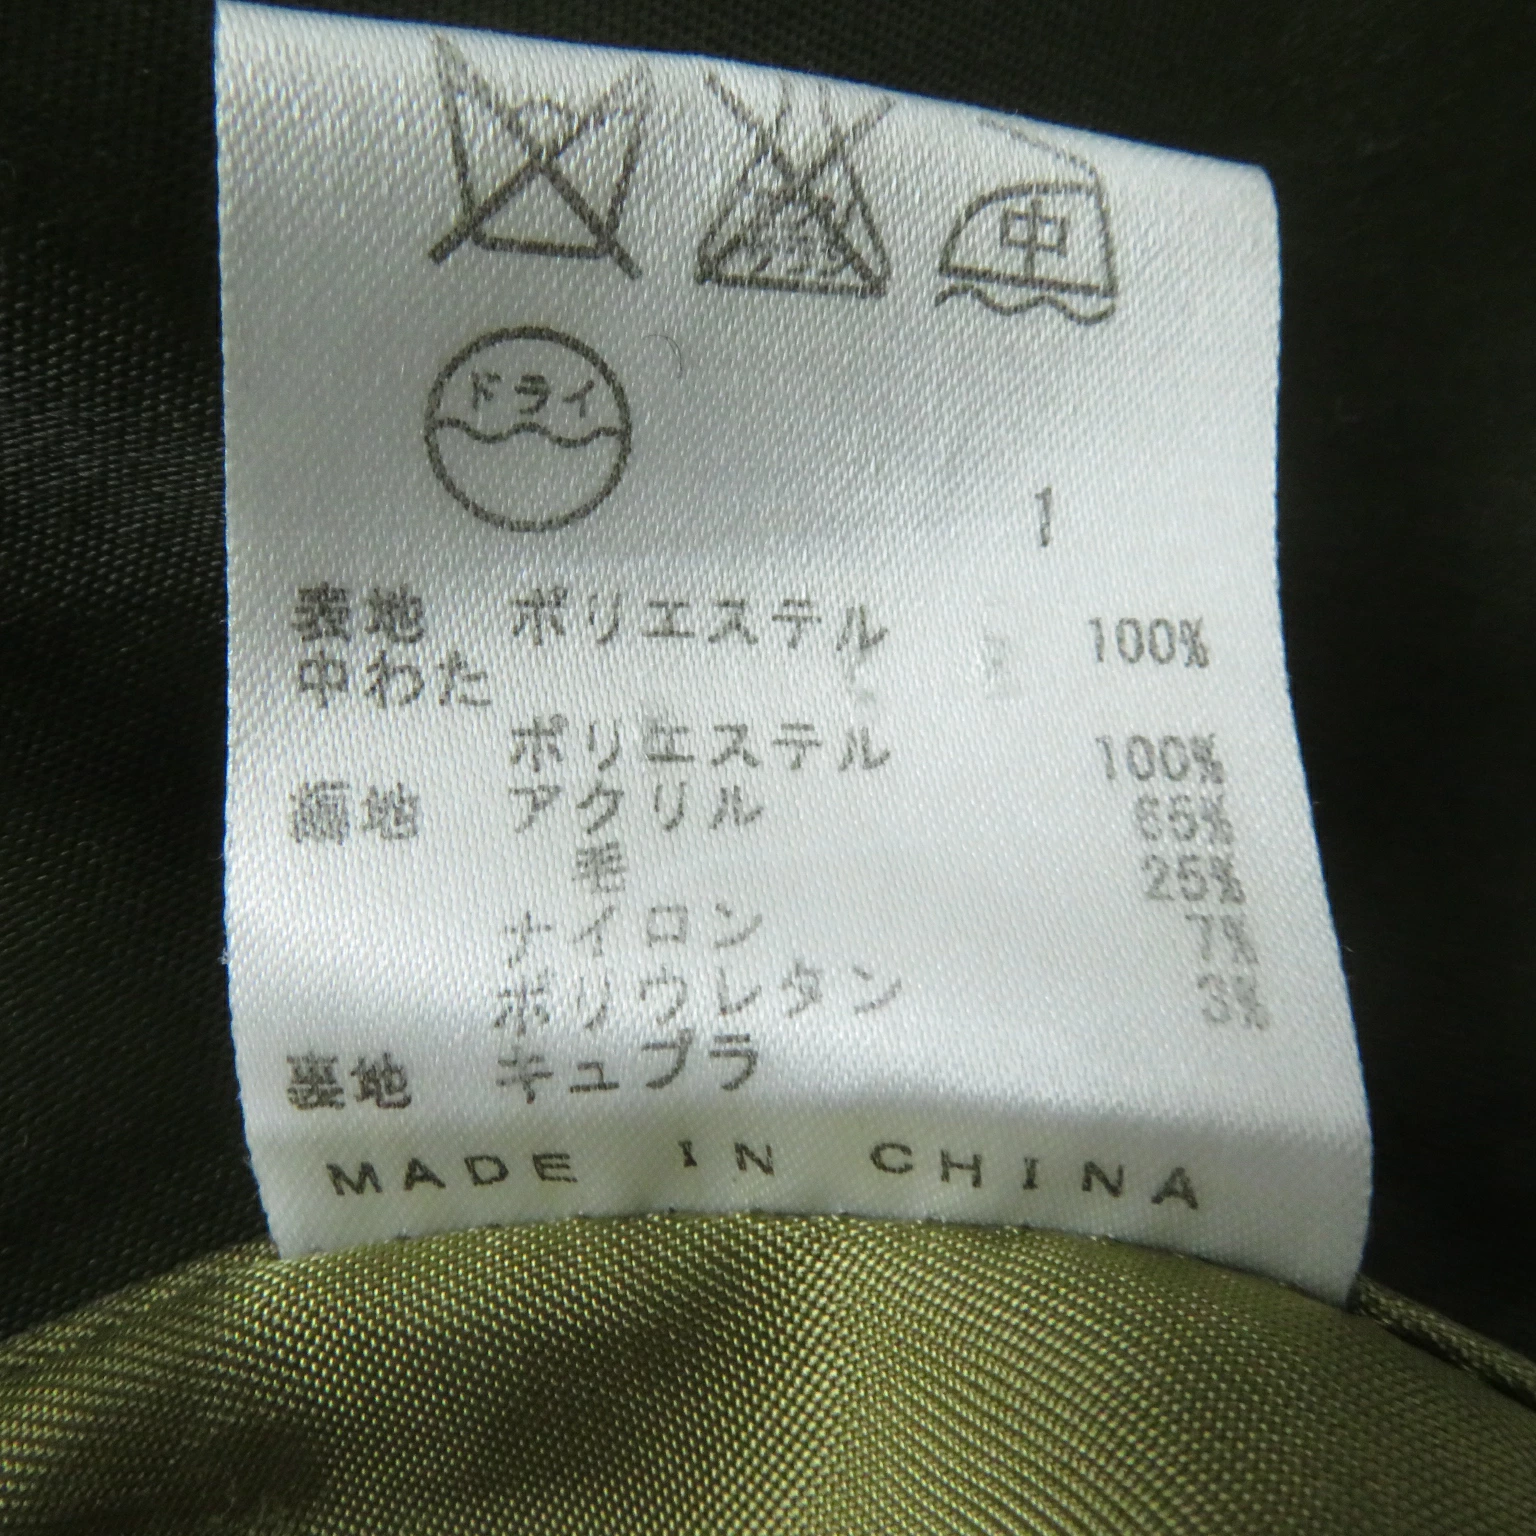 中
ドライ
1
表地 ポリエステル 100%
中わた
ポリエステル 100%
編地 アクリル 65%
毛 25%
ナイロン 7%
ポリウレタン 3%
裏地 キュプラ
MADE IN CHINA